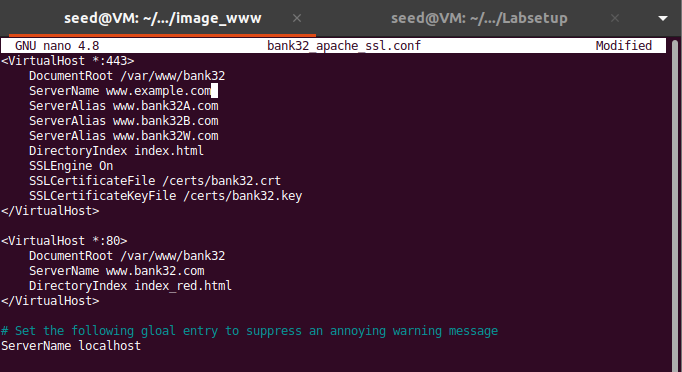 seed@VM: ~/.../image_www × seed@VM: ~/.../Labsetup ×
GNU nano 4.8 bank32_apache_ssl.conf Modified
<VirtualHost *:443>
    DocumentRoot /var/www/bank32
    ServerName www.example.com
    ServerAlias www.bank32A.com
    ServerAlias www.bank32B.com
    ServerAlias www.bank32W.com
    DirectoryIndex index.html
    SSLEngine On
    SSLCertificateFile /certs/bank32.crt
    SSLCertificateKeyFile /certs/bank32.key
</VirtualHost>

<VirtualHost *:80>
    DocumentRoot /var/www/bank32
    ServerName www.bank32.com
    DirectoryIndex index_red.html
</VirtualHost>

# Set the following gloal entry to suppress an annoying warning message
ServerName localhost